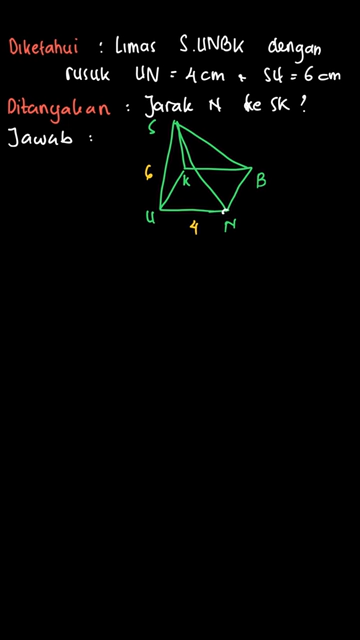 Diketahui : Limas S.UNBK dengan
rusuk UN = 4 cm + SU = 6 cm
Ditanyakan : Jarak N ke SK ?
Jawab :
S
6
K
B
U
4
N